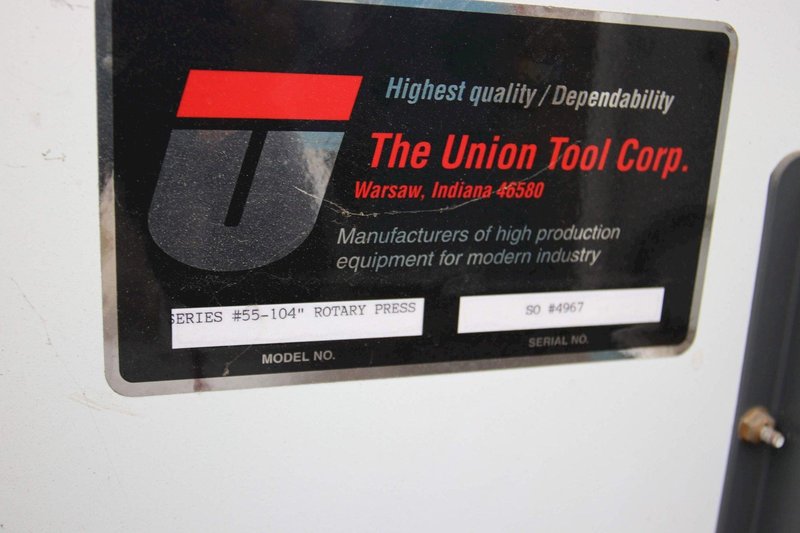 Highest quality / Dependability
The Union Tool Corp.
Warsaw, Indiana 46580
Manufacturers of high production
equipment for modern industry
SERIES #55-104" ROTARY PRESS
MODEL NO.
SO #4967
SERIAL NO.